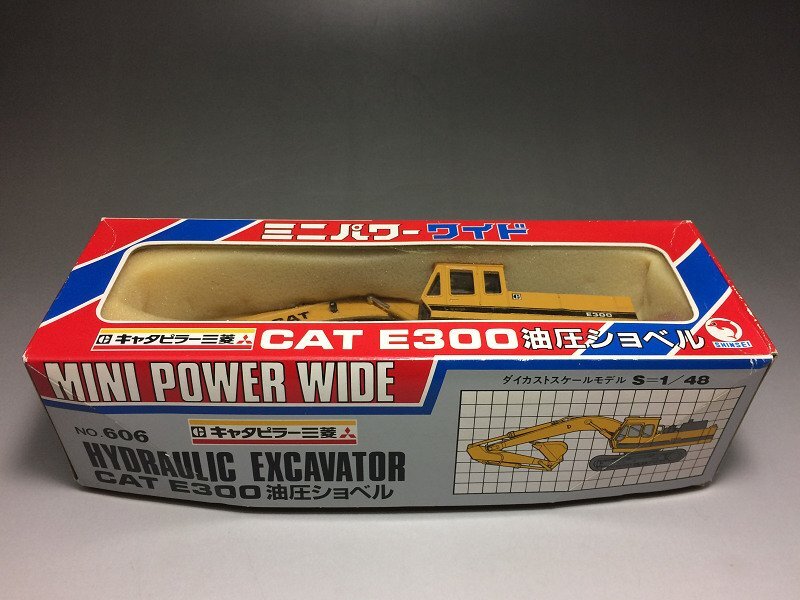 ミニパワーワイド
CAT
E300
キャタピラー三菱
CAT E300 油圧ショベル
SHINSEI
MINI POWER WIDE
ダイカストスケールモデル S=1/48
NO. 606
キャタピラー三菱
HYDRAULIC EXCAVATOR
CAT E300 油圧ショベル